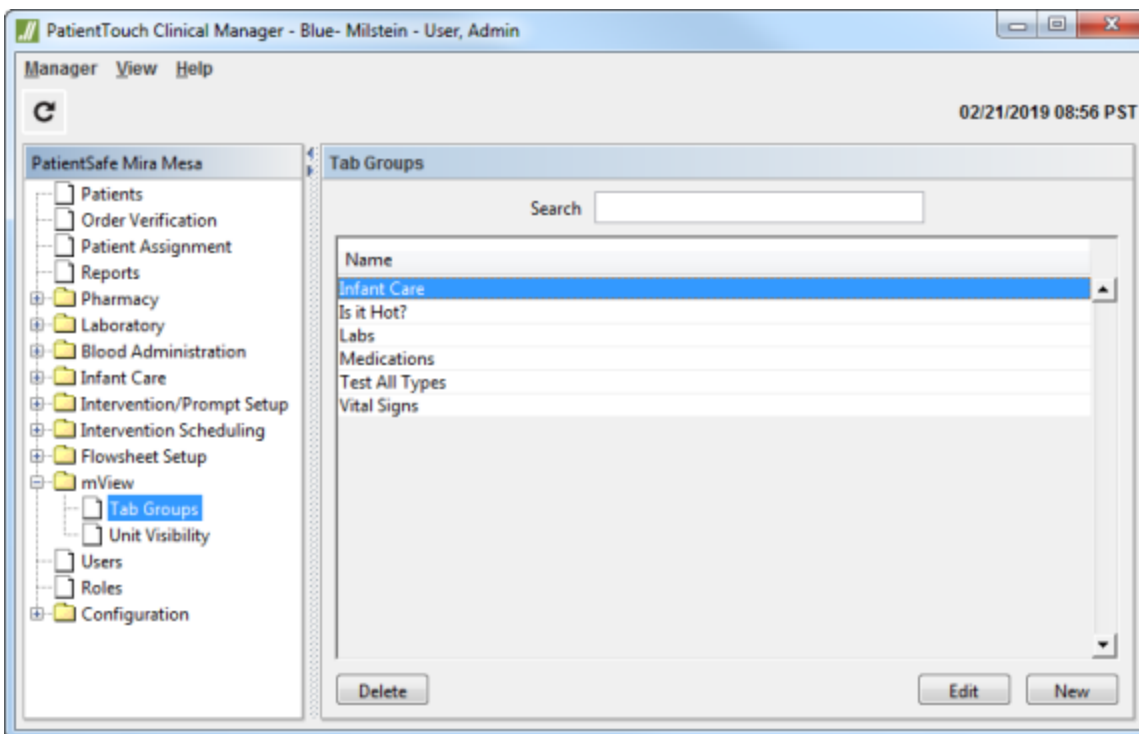 PatientTouch Clinical Manager - Blue- Milstein - User, Admin
Manager View Help
02/21/2019 08:56 PST
PatientSafe Mira Mesa
Patients
Order Verification
Patient Assignment
Reports
Pharmacy
Laboratory
Blood Administration
Infant Care
Intervention/Prompt Setup
Intervention Scheduling
Flowsheet Setup
mView
Tab Groups
Unit Visibility
Users
Roles
Configuration
Tab Groups
Search
Name
Infant Care
Is it Hot?
Labs
Medications
Test All Types
Vital Signs
Delete
Edit
New